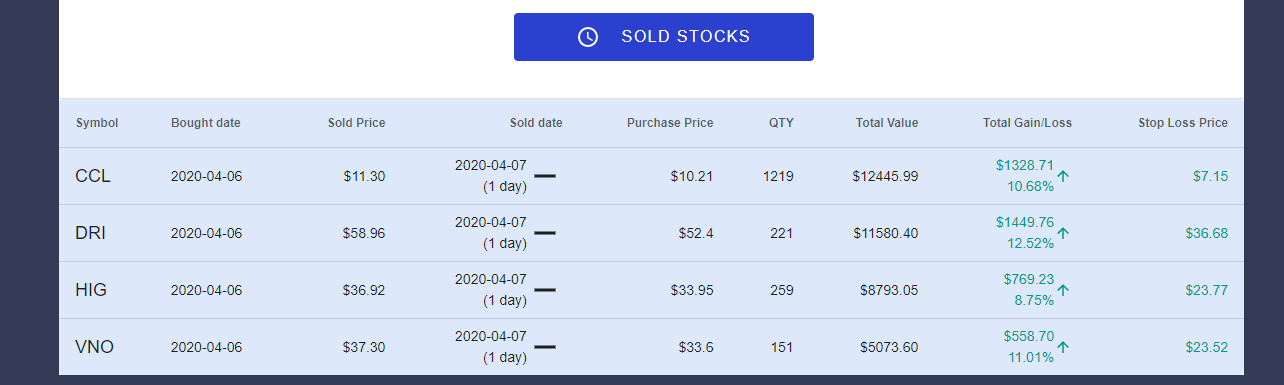 SOLD STOCKS
Symbol Bought date Sold Price Sold date Purchase Price QTY Total Value Total Gain/Loss Stop Loss Price
CCL 2020-04-06 $11.30 2020-04-07 $10.21 1219 $12445.99 $1328.71 $7.15
(1 day) 10.68%
DRI 2020-04-06 $58.96 2020-04-07 $52.4 221 $11580.40 $1449.76 $36.68
(1 day) 12.52%
HIG 2020-04-06 $36.92 2020-04-07 $33.95 259 $8793.05 $769.23 $23.77
(1 day) 8.75%
VNO 2020-04-06 $37.30 2020-04-07 $33.6 151 $5073.60 $558.70 $23.52
(1 day) 11.01%